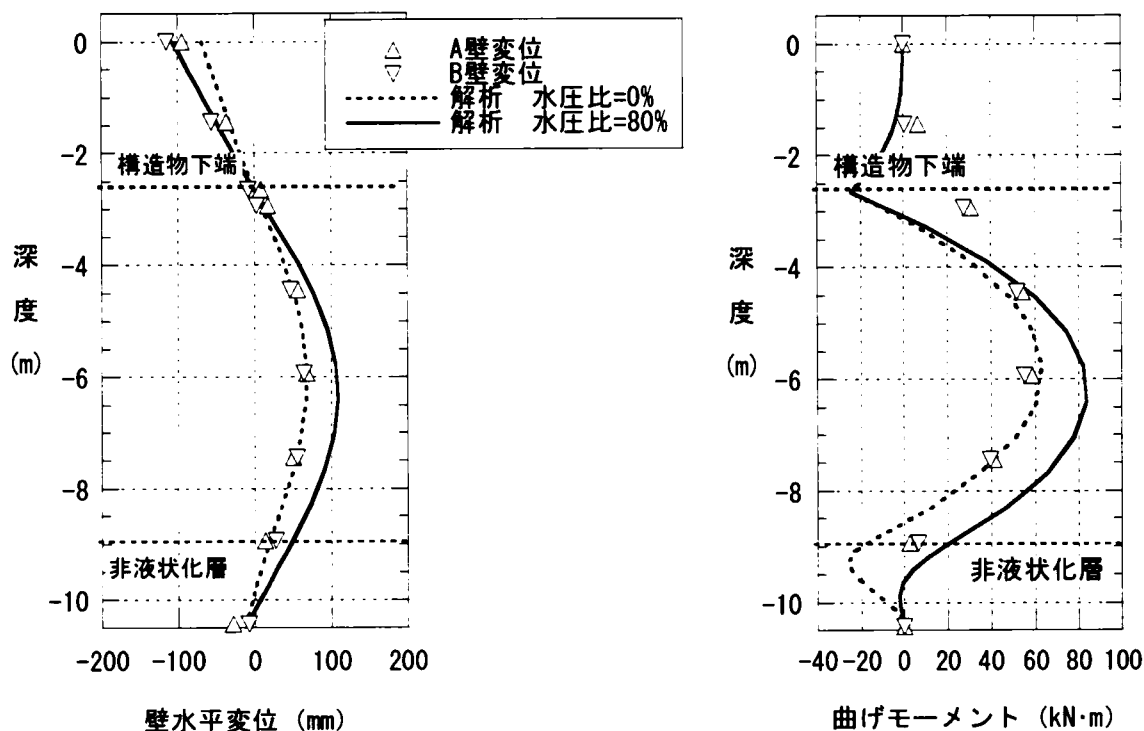 A壁変位
B壁変位
解析 水圧比=0%
解析 水圧比=80%
0
-2
-4
-6
-8
-10
深度
(m)
構造物下端
非液状化層
-200 -100 0 100 200
壁水平変位 (mm)
0
-2
-4
-6
-8
-10
深度
(m)
構造物下端
非液状化層
-40 -20 0 20 40 60 80 100
曲げモーメント (kN·m)